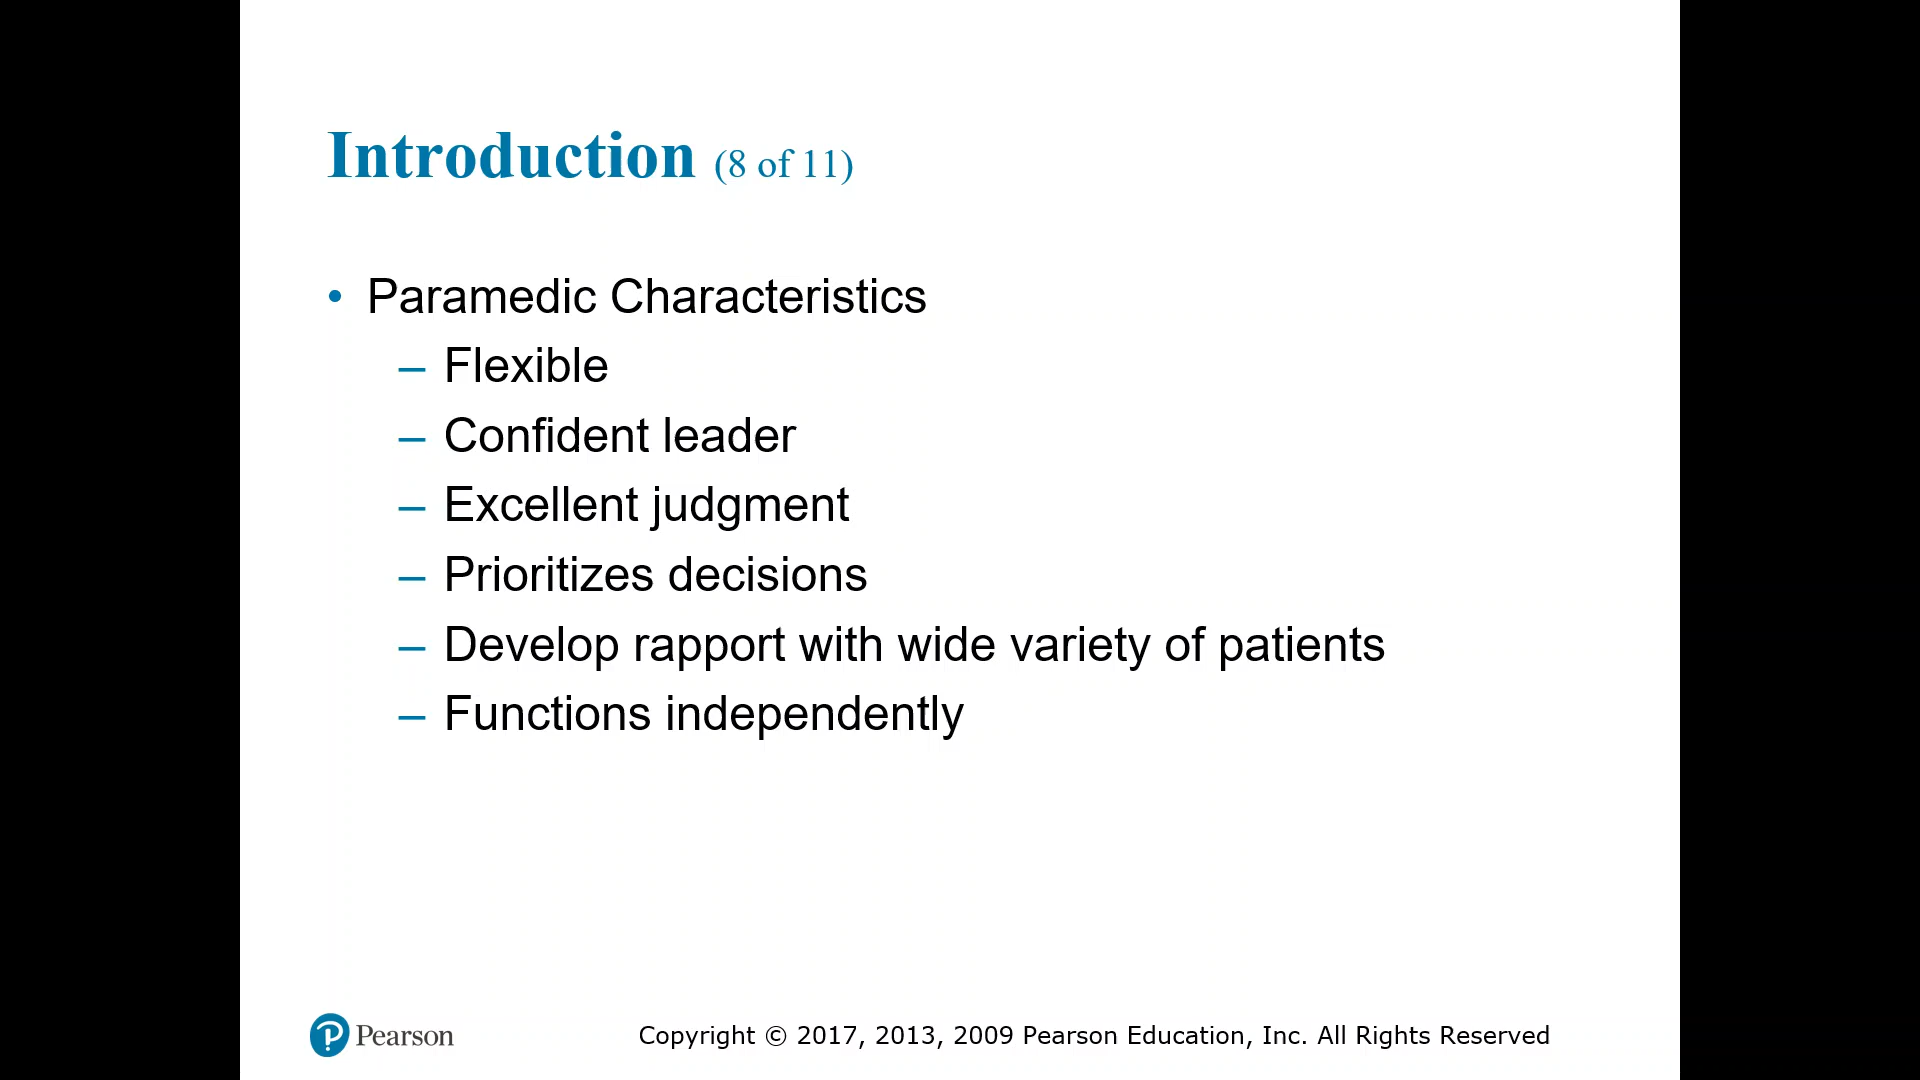 Introduction (8 of 11)
• Paramedic Characteristics
– Flexible
– Confident leader
– Excellent judgment
– Prioritizes decisions
– Develop rapport with wide variety of patients
– Functions independently
Pearson
Copyright © 2017, 2013, 2009 Pearson Education, Inc. All Rights Reserved